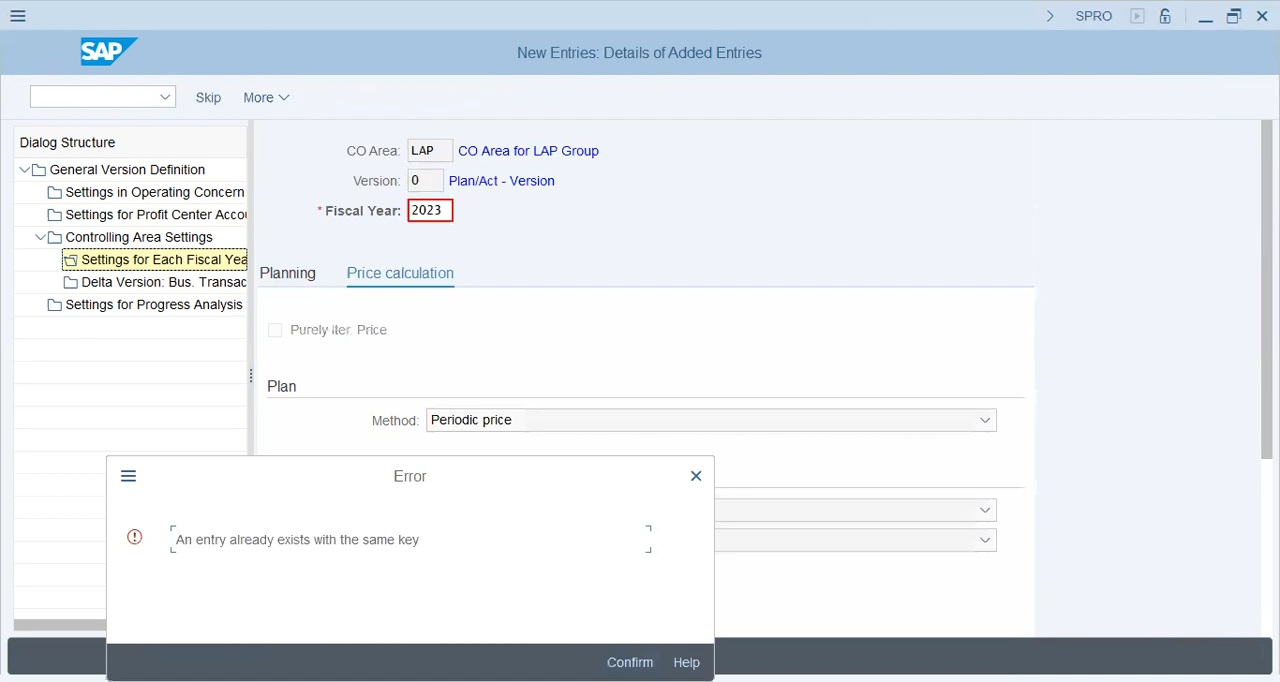 SPRO
SAP
New Entries: Details of Added Entries
Skip More
Dialog Structure
General Version Definition
Settings in Operating Concern
Settings for Profit Center Accou
Controlling Area Settings
Settings for Each Fiscal Yea
Delta Version: Bus. Transac
Settings for Progress Analysis
CO Area: LAP CO Area for LAP Group
Version: 0 Plan/Act - Version
* Fiscal Year: 2023
Planning Price calculation
Purely Iter. Price
Plan
Method: Periodic price
Error
An entry already exists with the same key
Confirm Help